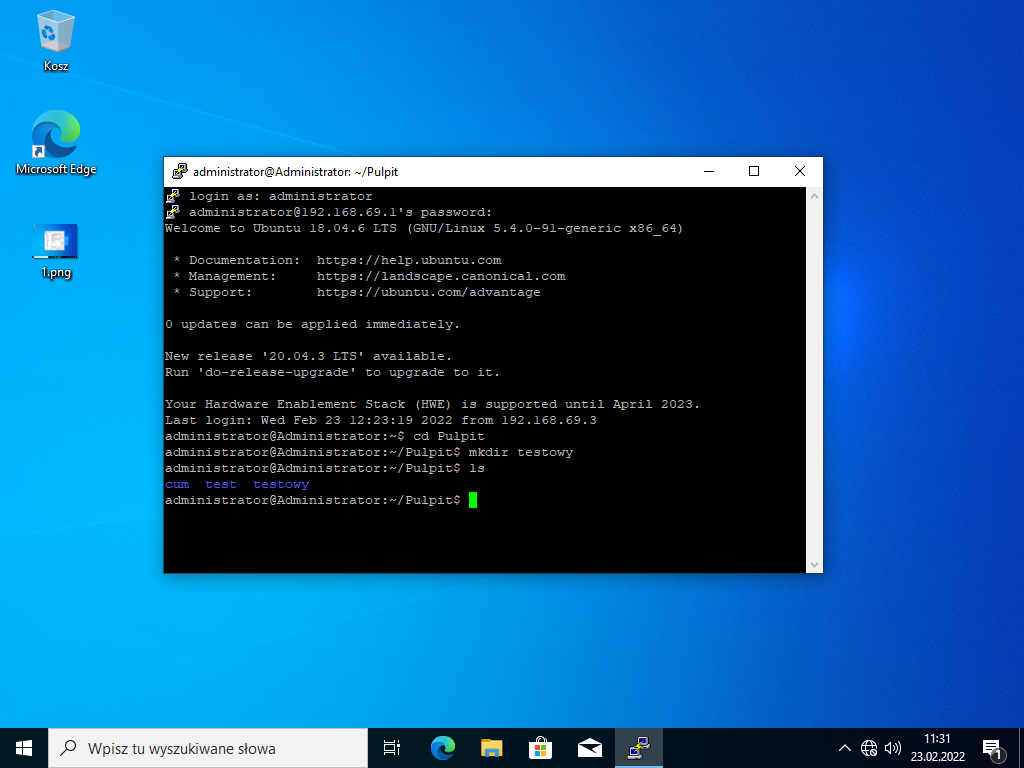 Kosz
Microsoft Edge
1.png
administrator@Administrator: ~/Pulpit
login as: administrator
administrator@192.168.69.1's password:
Welcome to Ubuntu 18.04.6 LTS (GNU/Linux 5.4.0-91-generic x86_64)
* Documentation:  https://help.ubuntu.com
* Management:     https://landscape.canonical.com
* Support:        https://ubuntu.com/advantage
0 updates can be applied immediately.
New release '20.04.3 LTS' available.
Run 'do-release-upgrade' to upgrade to it.
Your Hardware Enablement Stack (HWE) is supported until April 2023.
Last login: Wed Feb 23 12:23:19 2022 from 192.168.69.3
administrator@Administrator:~$ cd Pulpit
administrator@Administrator:~/Pulpit$ mkdir testowy
administrator@Administrator:~/Pulpit$ ls
cum  test  testowy
administrator@Administrator:~/Pulpit$
Wpisz tu wyszukiwane słowa
11:31
23.02.2022
1